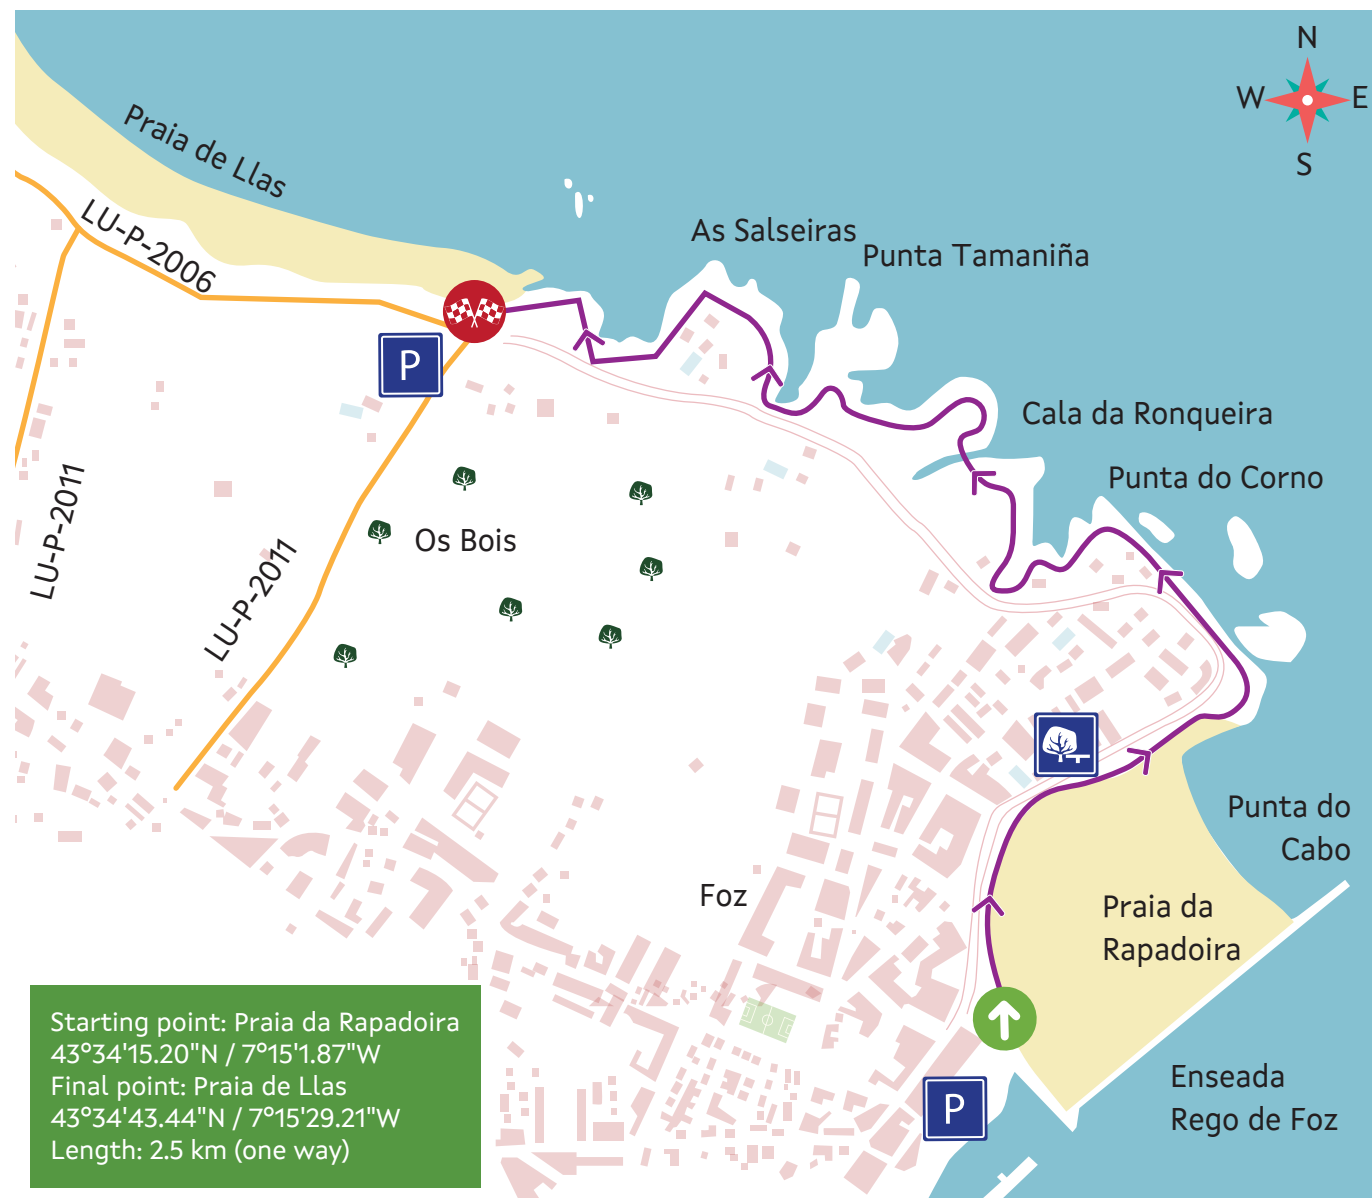 N
W
E
S
Praia de Llas
LU-P-2006
As Salseiras
Punta Tamaniña
P
Cala da Ronqueira
Punta do Corno
LU-P-2011
Os Bois
LU-P-2011
Punta do
Cabo
Foz
Praia da
Rapadoira
Starting point: Praia da Rapadoira
43°34'15.20"N / 7°15'1.87"W
Final point: Praia de Llas
43°34'43.44"N / 7°15'29.21"W
Length: 2.5 km (one way)
P
Enseada
Rego de Foz